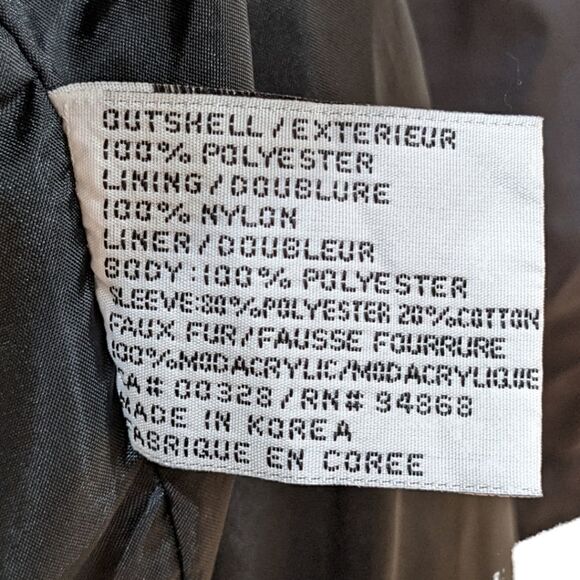 OUTSHELL/EXTERIEUR
100% POLYESTER
LINING/DOUBLURE
100% NYLON
LINER/DOUBLEUR
BODY:100% POLYESTER
SLEEVE:80%POLYESTER 20%COTTON
FAUX FUR/FAUSSE FOURRURE
100%MODACRYLIC/MODACRYLIQUE
CA# 00328/RN# 94868
MADE IN KOREA
FABRIQUE EN COREE